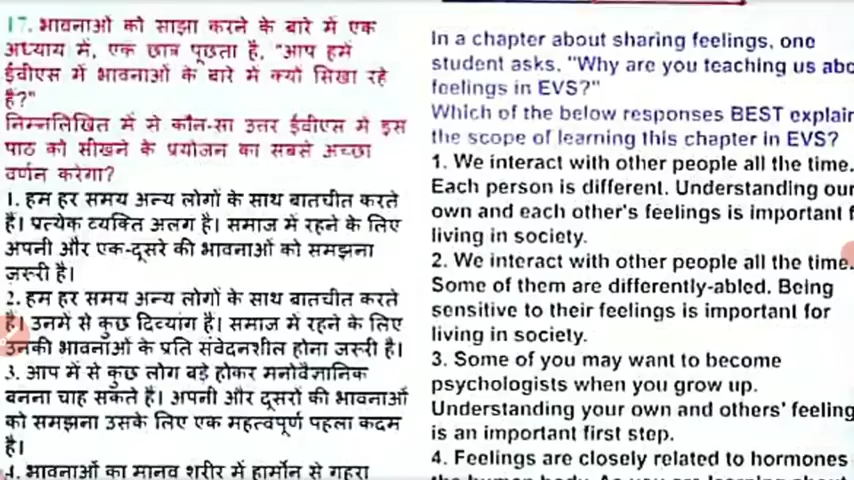 17. भावनाओं को साझा करने के बारे में एक
अध्याय में, एक छात्र पूछता है, "आप हमें
ईवीएस में भावनाओं के बारे में क्यों सिखा रहे
हैं?"
निम्नलिखित में से कौन-सा उत्तर ईवीएस में इस
पाठ को सीखने के प्रयोजन का सबसे अच्छा
वर्णन करेगा?
1. हम हर समय अन्य लोगों के साथ बातचीत करते
हैं। प्रत्येक व्यक्ति अलग है। समाज में रहने के लिए
अपनी और एक-दूसरे की भावनाओं को समझना
जरूरी है।
2. हम हर समय अन्य लोगों के साथ बातचीत करते
हैं। उनमें से कुछ दिव्यांग हैं। समाज में रहने के लिए
उनकी भावनाओं के प्रति संवेदनशील होना जरूरी है।
3. आप में से कुछ लोग बड़े होकर मनोवैज्ञानिक
बनना चाह सकते हैं। अपनी और दूसरों की भावनाओं
को समझना उसके लिए एक महत्वपूर्ण पहला कदम
है।
4. भावनाओं का मानव शरीर में हार्मोन से गहरा
In a chapter about sharing feelings, one
student asks, "Why are you teaching us abo
feelings in EVS?"
Which of the below responses BEST explair
the scope of learning this chapter in EVS?
1. We interact with other people all the time.
Each person is different. Understanding our
own and each other's feelings is important f
living in society.
2. We interact with other people all the time.
Some of them are differently-abled. Being
sensitive to their feelings is important for
living in society.
3. Some of you may want to become
psychologists when you grow up.
Understanding your own and others' feeling
is an important first step.
4. Feelings are closely related to hormones